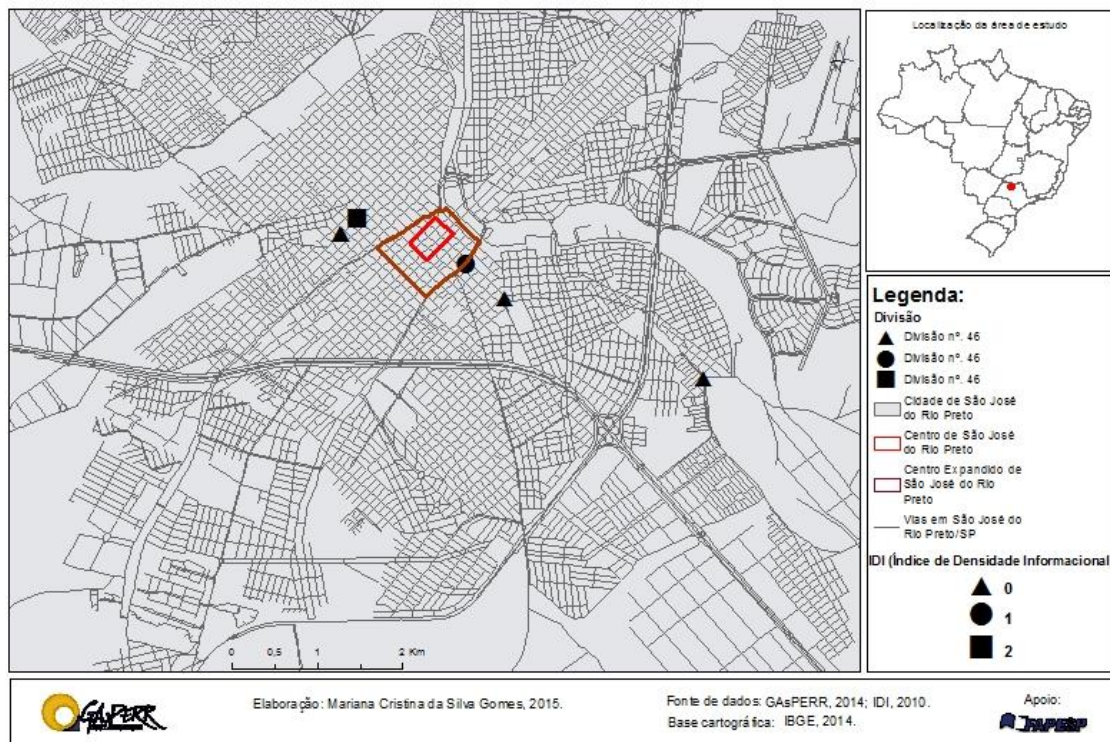 Localização da área de estudo
Legenda:
Divisão
Divisão nº. 46
Divisão nº. 46
Divisão nº. 46
Cidade de São José
do Rio Preto
Centro de São José
do Rio Preto
Centro Expandido de
São José do Rio
Preto
Vias em São José do
Rio Preto/SP
IDI (Índice de Densidade Informacional
0
1
2
0 0,5 1 2 Km
GAsPERR
Elaboração: Mariana Cristina da Silva Gomes, 2015.
Fonte de dados: GAsPERR, 2014; IDI, 2010.
Base cartográfica: IBGE, 2014.
Apoio:
FAPESP